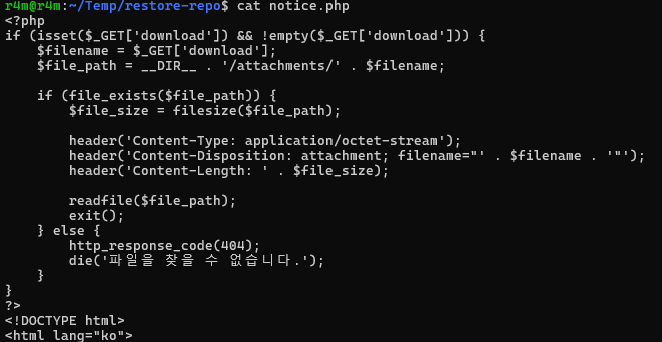 r4m@r4m:~/Temp/restore-repo$ cat notice.php
<?php
if (isset($_GET['download']) && !empty($_GET['download'])) {
    $filename = $_GET['download'];
    $file_path = __DIR__ . '/attachments/' . $filename;

    if (file_exists($file_path)) {
        $file_size = filesize($file_path);

        header('Content-Type: application/octet-stream');
        header('Content-Disposition: attachment; filename="' . $filename . '"');
        header('Content-Length: ' . $file_size);

        readfile($file_path);
        exit();
    } else {
        http_response_code(404);
        die('파일을 찾을 수 없습니다.');
    }
}
?>
<!DOCTYPE html>
<html lang="ko">